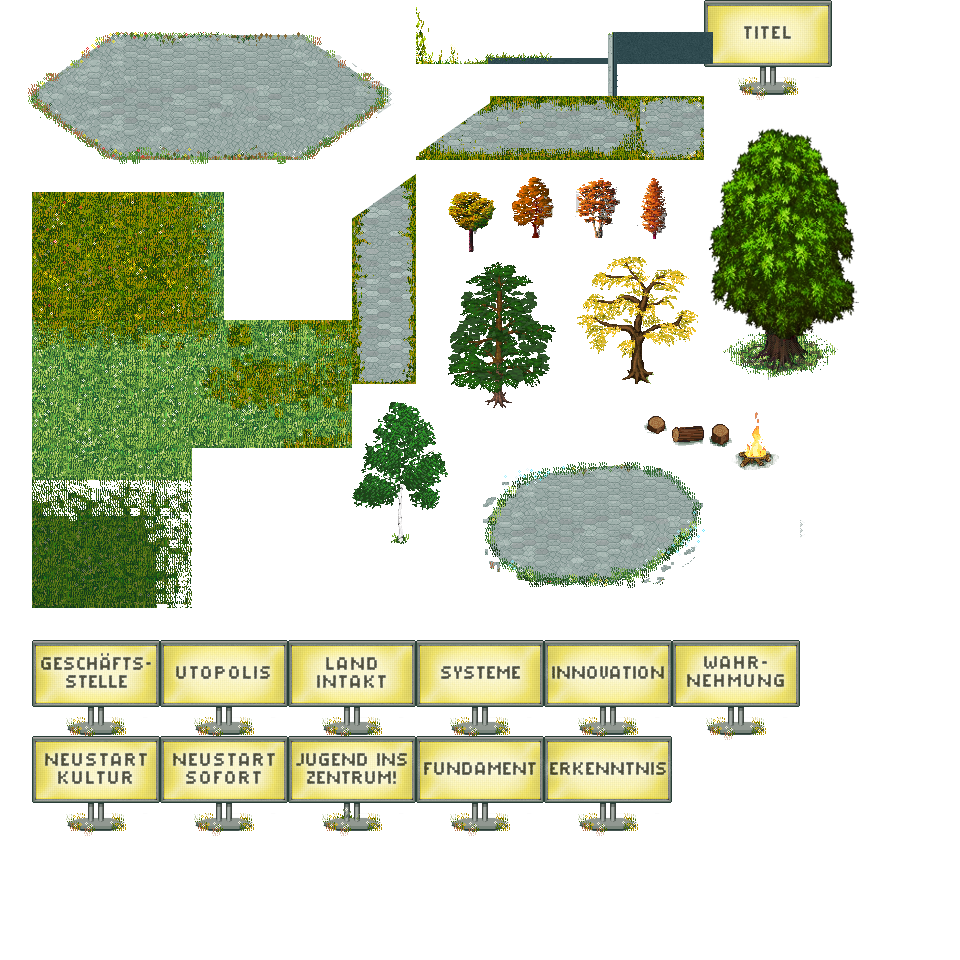 TITEL
GESCHÄFTS-
STELLE
UTOPOLIS
LAND
INTAKT
SYSTEME
INNOVATION
WAHR-
NEHMUNG
NEUSTART
KULTUR
NEUSTART
SOFORT
JUGEND INS
ZENTRUM!
FUNDAMENT
ERKENNTNIS